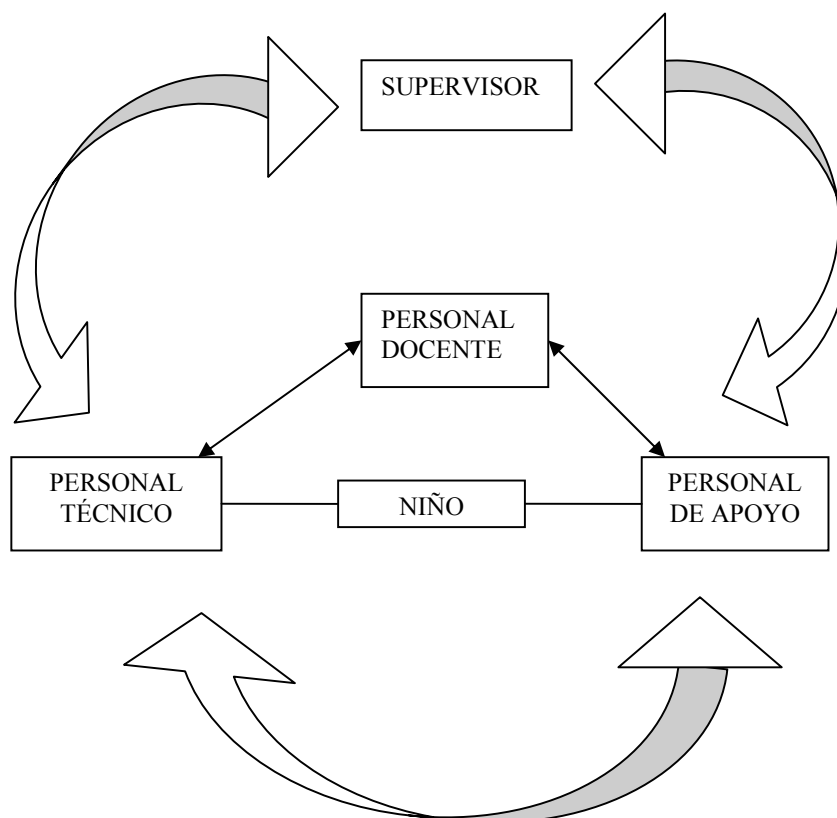 SUPERVISOR
PERSONAL
DOCENTE
PERSONAL
TÉCNICO
NIÑO
PERSONAL
DE APOYO